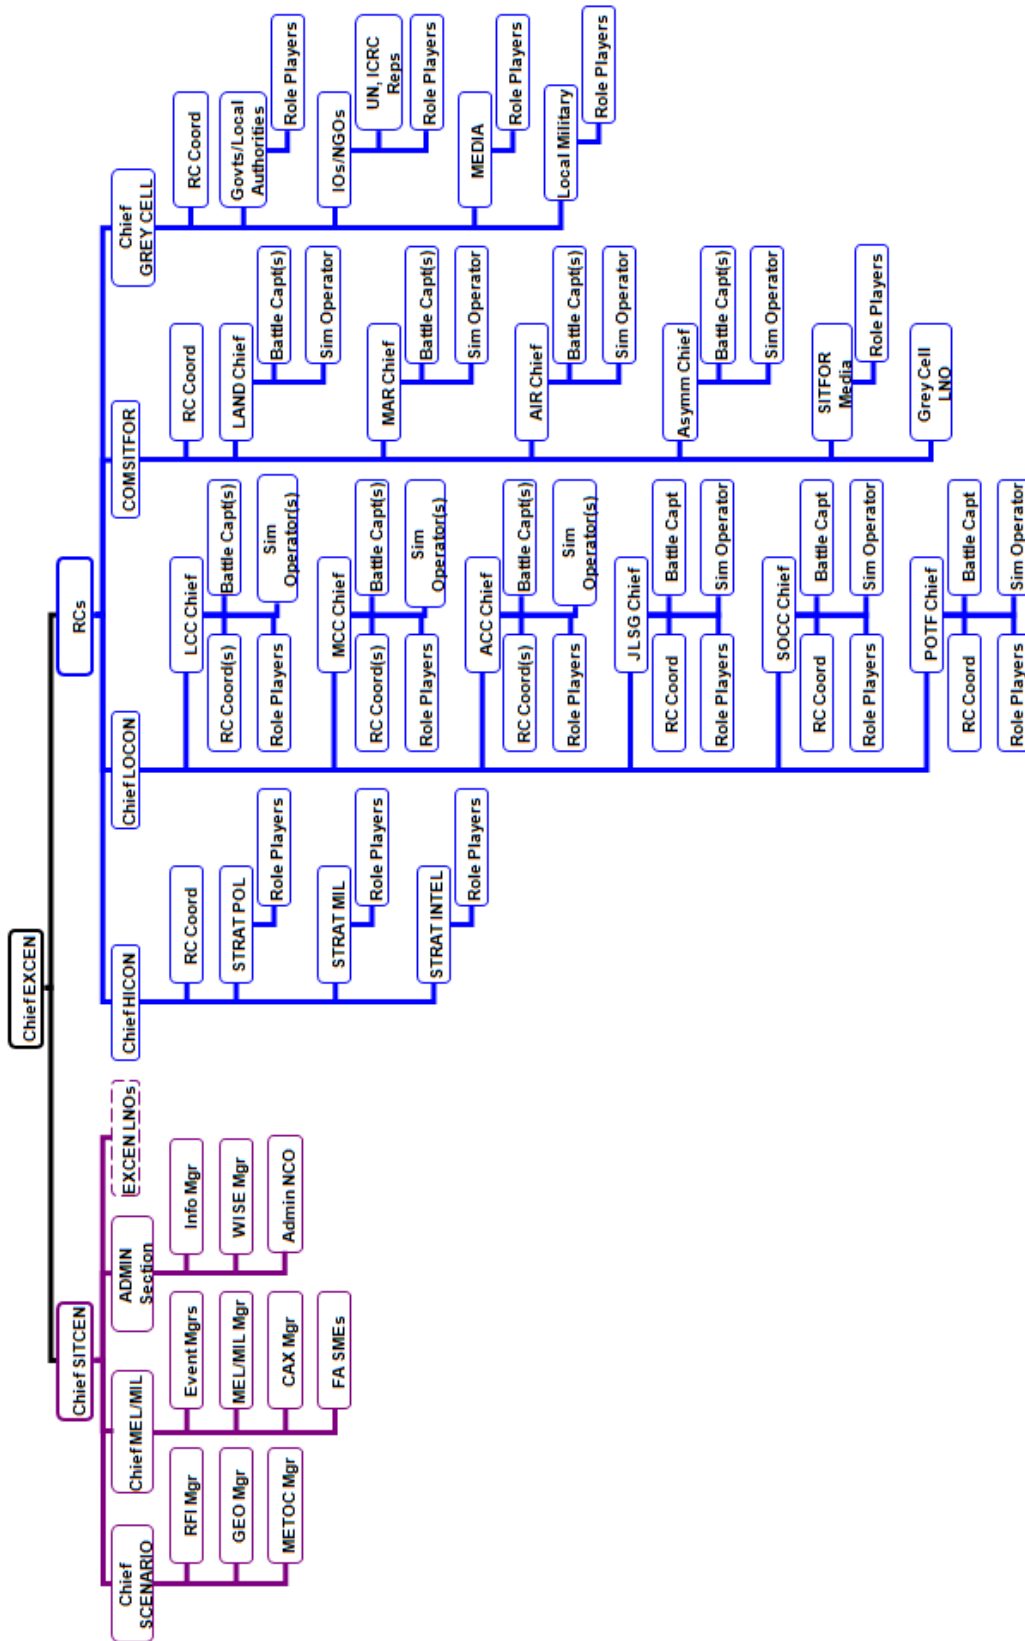 Chief EXCEN
Chief SITCEN
RCs
Chief
SCENARIO
Chief MEL/MIL
ADMIN
Section
EXCEN LNOs
Chief HICON
Chief LOCON
COMSITFOR
Chief
GREY CELL
RFI Mgr
GEO Mgr
METOC Mgr
Event Mgrs
MEL/MIL Mgr
CAX Mgr
FA SMEs
Info Mgr
WISE Mgr
Admin NCO
RC Coord
STRAT POL
Role Players
STRAT MIL
Role Players
STRAT INTEL
Role Players
LCC Chief
RC Coord(s)
Battle Capt(s)
Role Players
Sim
Operator(s)
MCC Chief
RC Coord(s)
Battle Capt(s)
Role Players
Sim
Operator(s)
ACC Chief
RC Coord(s)
Battle Capt(s)
Role Players
Sim
Operator(s)
JLSG Chief
RC Coord
Battle Capt
Role Players
Sim Operator
SOCC Chief
RC Coord
Battle Capt
Role Players
Sim Operator
POTF Chief
RC Coord
Battle Capt
Role Players
Sim Operator
RC Coord
LAND Chief
Battle Capt(s)
Sim Operator
MAR Chief
Battle Capt(s)
Sim Operator
AIR Chief
Battle Capt(s)
Sim Operator
Asymm Chief
Battle Capt(s)
Sim Operator
SITFOR
Media
Role Players
Grey Cell
LNO
RC Coord
Govts/Local
Authorities
Role Players
IOs/NGOs
UN, ICRC
Reps
Role Players
MEDIA
Role Players
Local Military
Role Players